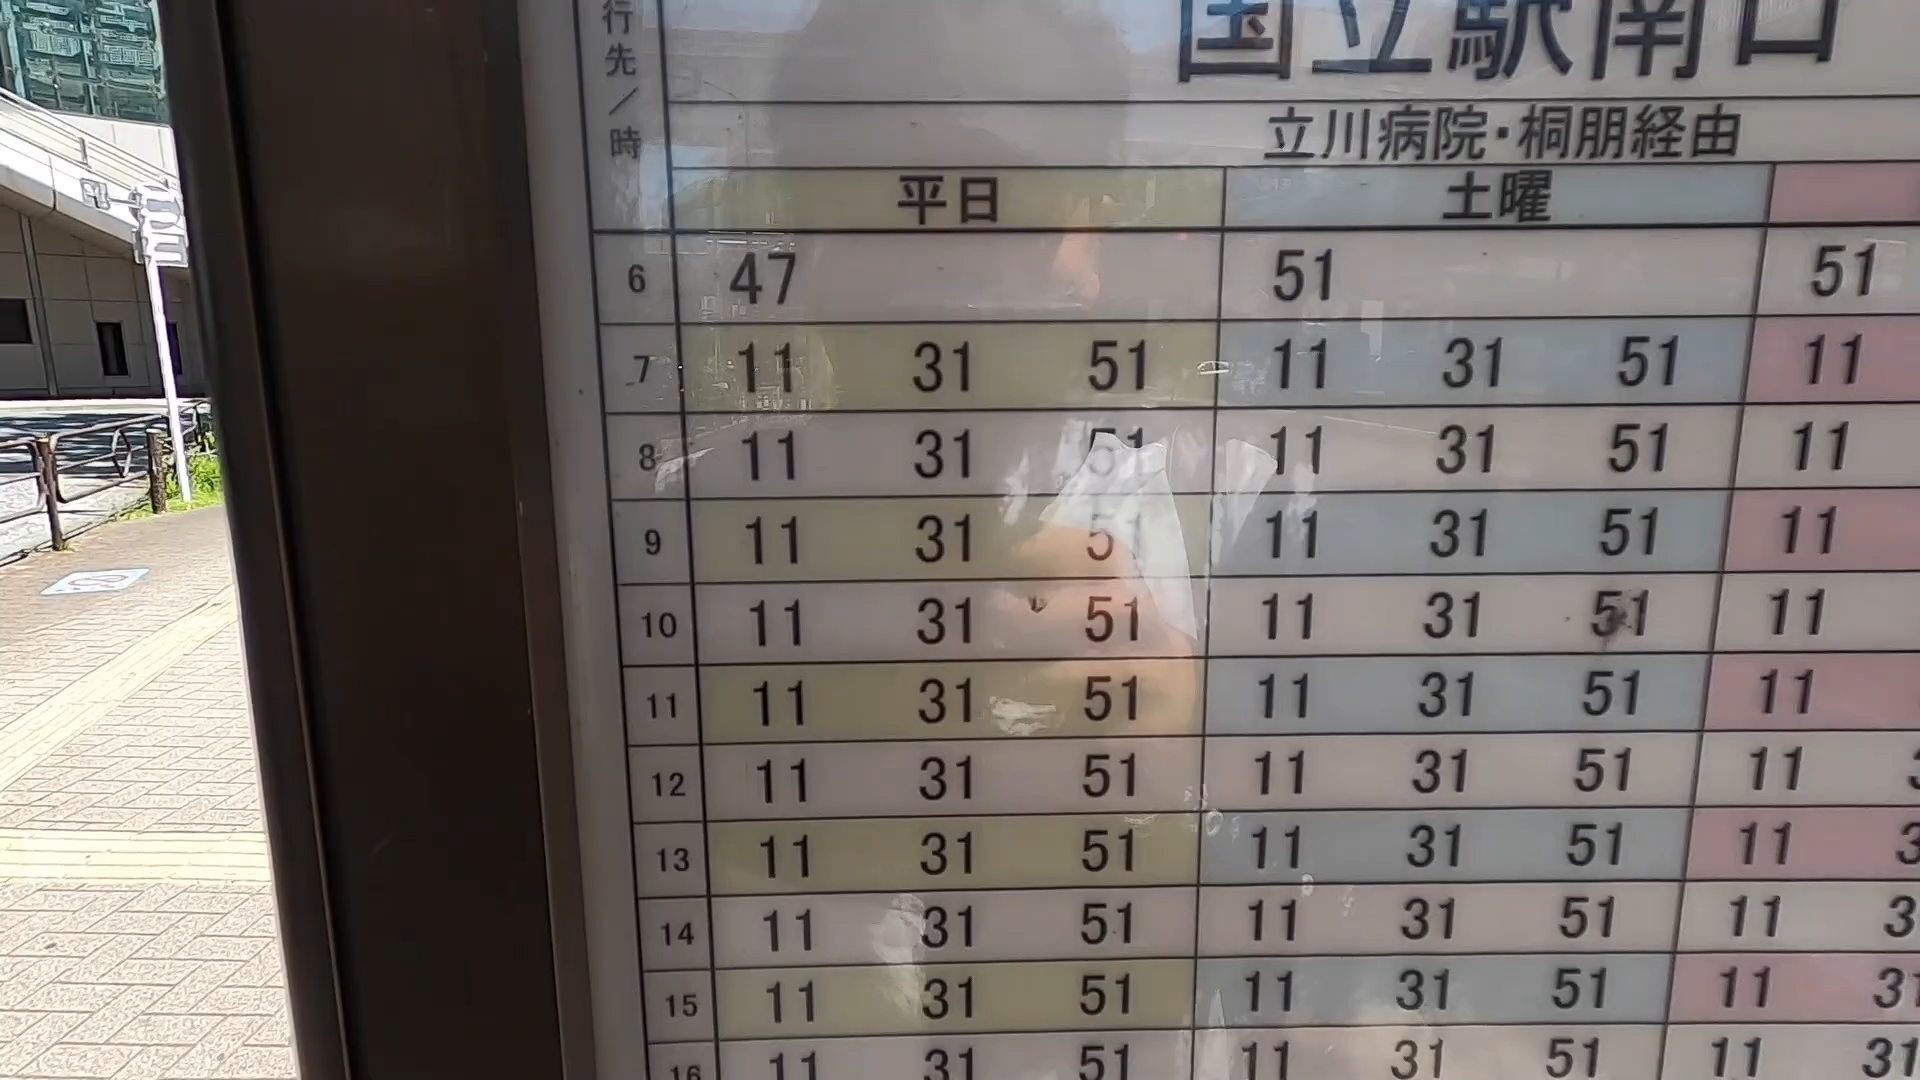 行先/時
国立駅南口
立川病院・桐朋経由
平日 土曜
6 47 51 51
7 11 31 51 11 31 51 11
8 11 31 51 11 31 51 11
9 11 31 51 11 31 51 11
10 11 31 51 11 31 51 11
11 11 31 51 11 31 51 11
12 11 31 51 11 31 51 11
13 11 31 51 11 31 51 11
14 11 31 51 11 31 51 11
15 11 31 51 11 31 51 11 31
16 11 31 51 11 31 51 11 31